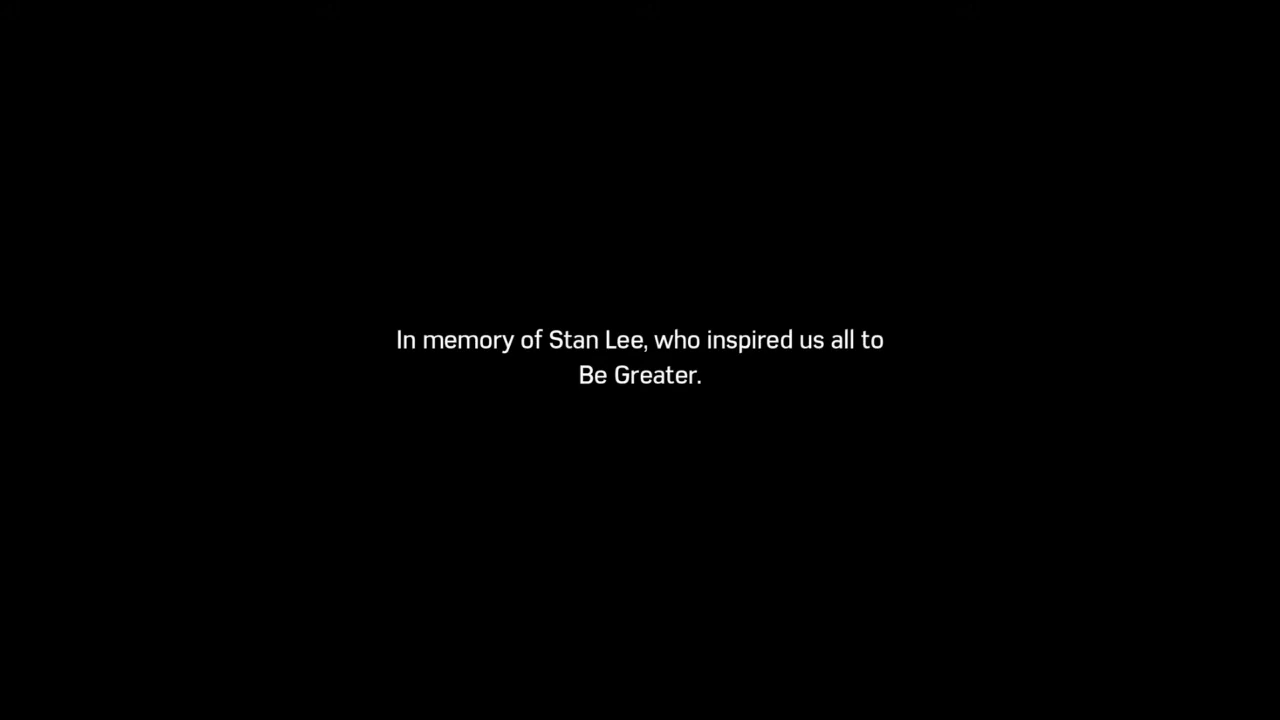 In memory of Stan Lee, who inspired us all to
Be Greater.